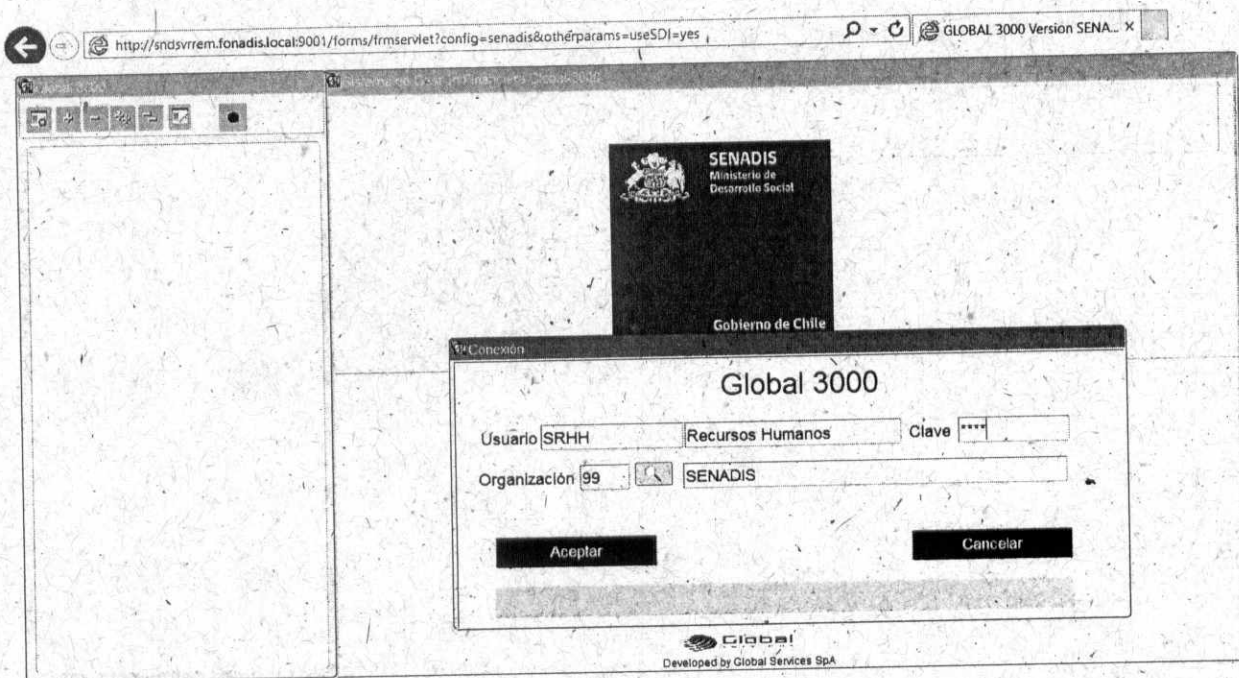 http://sndsvrrem.fonadis.local:9001/forms/frmservlet?config=senadis&otherparams=useSDI=yes
GLOBAL 3000 Version SENA...
Global 3000
SENADIS
Ministerio de
Desarrollo Social
Gobierno de Chile
Conexión
Global 3000
Usuario SRHH Recursos Humanos Clave ****
Organización 99 SENADIS
Aceptar Cancelar
Global
Developed by Global Services SpA